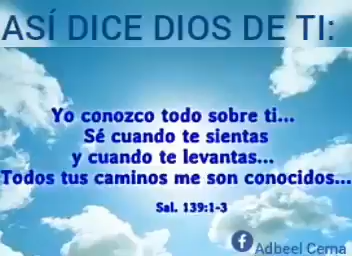 ASÍ DICE DIOS DE TI:
Yo conozco todo sobre ti...
Sé cuando te sientas
y cuando te levantas...
Todos tus caminos me son conocidos...
Sal. 139:1-3
Adbeel Cerna